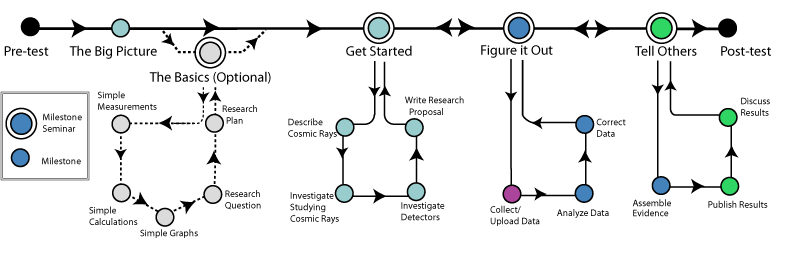 Pre-test
The Big Picture
The Basics (Optional)
Get Started
Figure it Out
Tell Others
Post-test
Milestone
Seminar
Milestone
Simple
Measurements
Research
Plan
Simple
Calculations
Simple Graphs
Research
Question
Describe
Cosmic Rays
Write Research
Proposal
Investigate
Studying
Cosmic Rays
Investigate
Detectors
Correct
Data
Collect/
Upload Data
Analyze Data
Discuss
Results
Assemble
Evidence
Publish Results